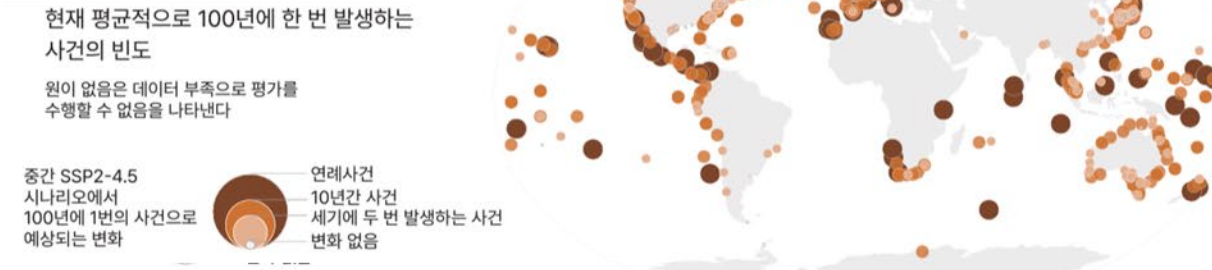 현재 평균적으로 100년에 한 번 발생하는
사건의 빈도
원이 없음은 데이터 부족으로 평가를
수행할 수 없음을 나타낸다
중간 SSP2-4.5
시나리오에서
100년에 1번의 사건으로
예상되는 변화
연례사건
10년간 사건
세기에 두 번 발생하는 사건
변화 없음